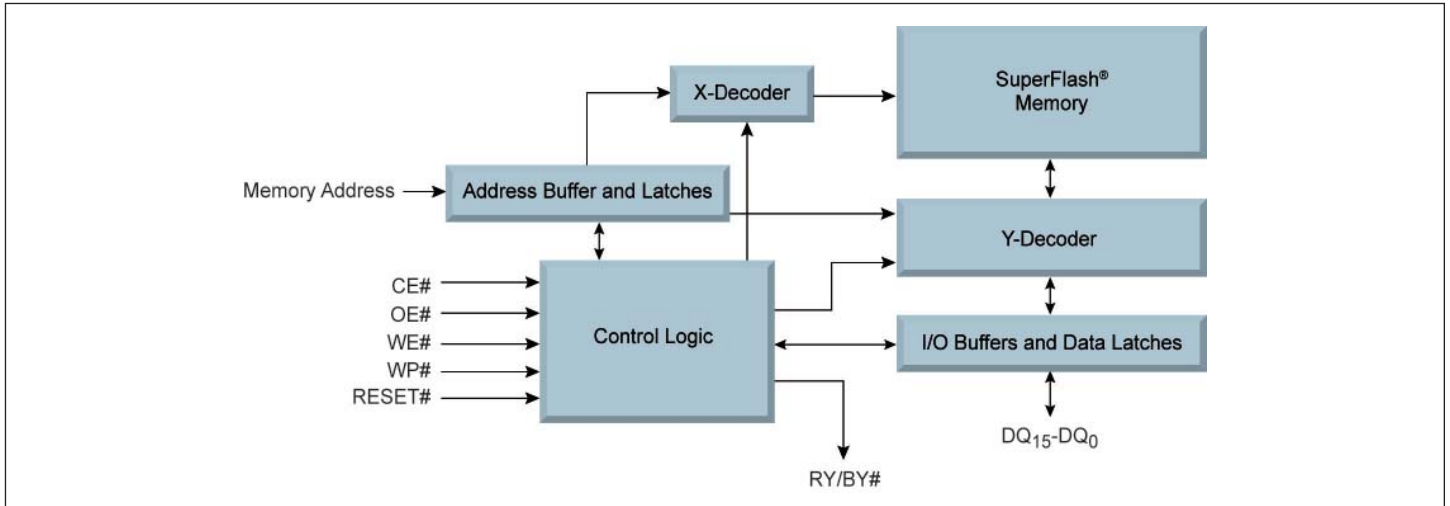 SuperFlash®
Memory
X-Decoder
Memory Address
Address Buffer and Latches
Y-Decoder
CE#
OE#
WE#
WP#
RESET#
Control Logic
I/O Buffers and Data Latches
DQ15-DQ0
RY/BY#